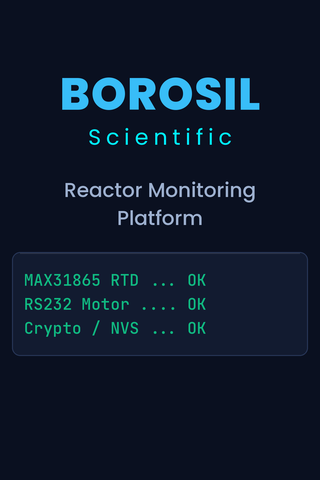 BOROSIL
Scientific
Reactor Monitoring
Platform
MAX31865 RTD ... OK
RS232 Motor .... OK
Crypto / NVS ... OK